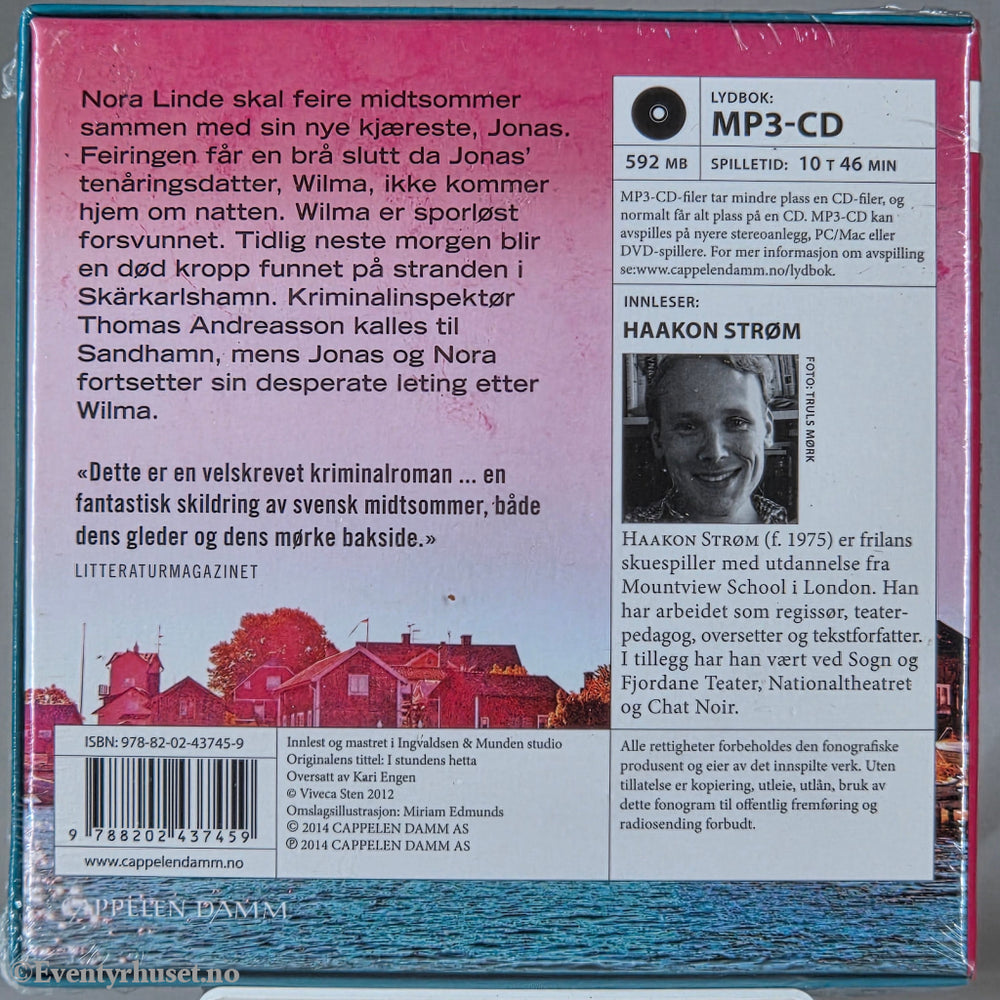 Nora Linde skal feire midtsommer
sammen med sin nye kjæreste, Jonas.
Feiringen får en brå slutt da Jonas’
tenåringsdatter, Wilma, ikke kommer
hjem om natten. Wilma er sporløst
forsvunnet. Tidlig neste morgen blir
en død kropp funnet på stranden i
Skärkarlshamn. Kriminalinspektør
Thomas Andreasson kalles til
Sandhamn, mens Jonas og Nora
fortsetter sin desperate leting etter
Wilma.
«Dette er en velskrevet kriminalroman ... en
fantastisk skildring av svensk midtsommer, både
dens gleder og dens mørke bakside.»
LITTERATURMAGAZINET
LYDBOK:
MP3-CD
592 MB
SPILLETID: 10 T 46 MIN
MP3-CD-filer tar mindre plass en CD-filer, og
normalt får alt plass på en CD. MP3-CD kan
avspilles på nyere stereoanlegg, PC/Mac eller
DVD-spillere. For mer informasjon om avspilling
se:www.cappelendamm.no/lydbok.
INNLESER:
HAAKON STRØM
FOTO: TRULS MØRK
HAAKON STRØM (f. 1975) er frilans
skuespiller med utdannelse fra
Mountview School i London. Han
har arbeidet som regissør, teater-
pedagog, oversetter og tekstforfatter.
I tillegg har han vært ved Sogn og
Fjordane Teater, Nationaltheatret
og Chat Noir.
ISBN: 978-82-02-43745-9
9 788202 437459
www.cappelendamm.no
Innlest og mastret i Ingvaldsen & Munden studio
Originalens tittel: I stundens hetta
Oversatt av Kari Engen
© Viveca Sten 2012
Omslagsillustrasjon: Miriam Edmunds
© 2014 CAPPELEN DAMM AS
℗ 2014 CAPPELEN DAMM AS
Alle rettigheter forbeholdes den fonografiske
produsent og eier av det innspilte verk. Uten
tillatelse er kopiering, utleie, utlån, bruk av
dette fonogram til offentlig fremføring og
radiosending forbudt.
CAPPELEN DAMM
©Eventyrhuset.no